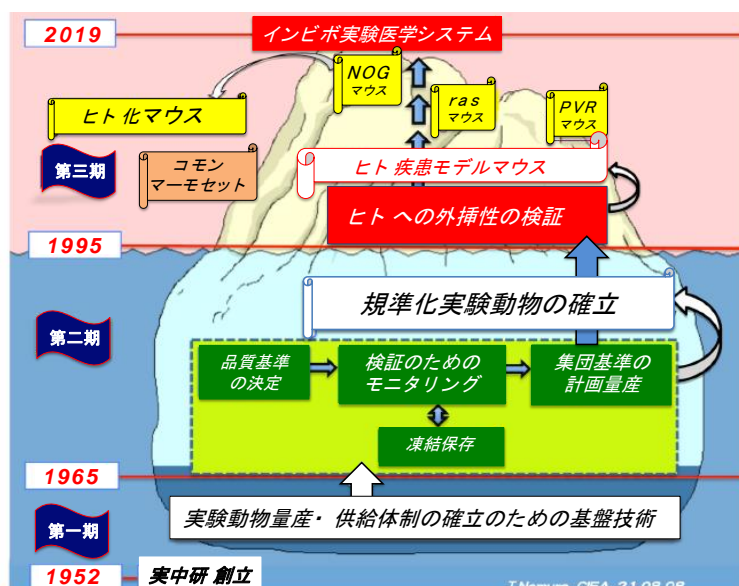 2019
インビボ実験医学システム
NOG
マウス
ras
マウス
PVR
マウス
ヒト化マウス
第三期
コモン
マーモセット
ヒト疾患モデルマウス
ヒトへの外挿性の検証
1995
規準化実験動物の確立
第二期
品質基準
の決定
検証のための
モニタリング
集団基準の
計画量産
凍結保存
1965
実験動物量産・供給体制の確立のための基盤技術
第一期
1952
実中研 創立